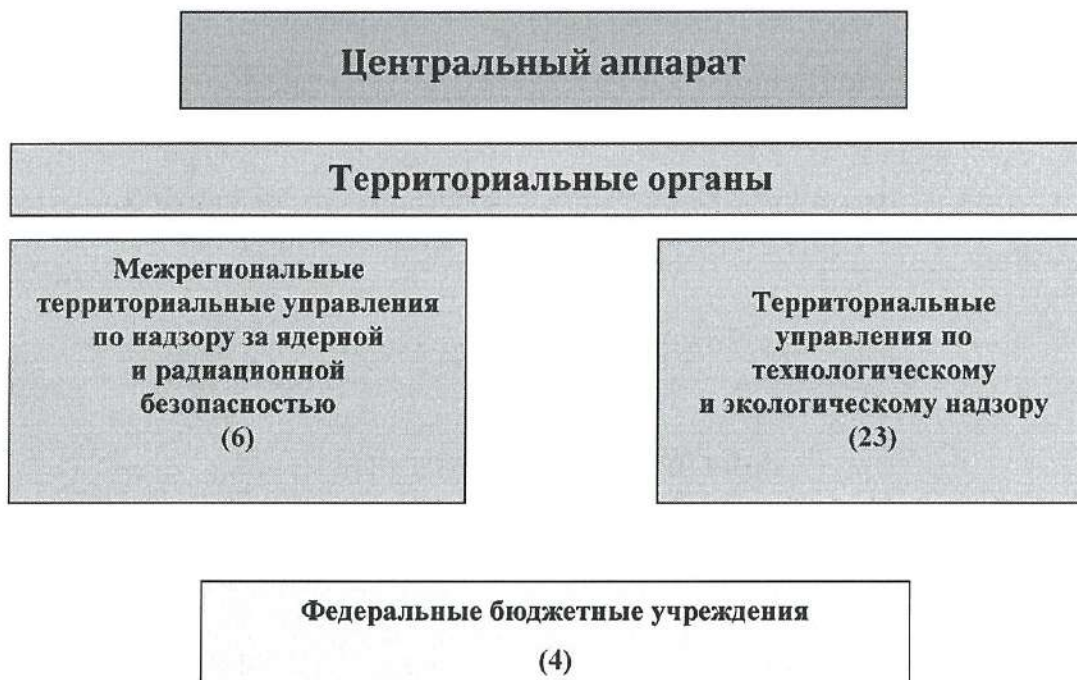 Центральный аппарат
Территориальные органы
Межрегиональные
территориальные управления
по надзору за ядерной
и радиационной
безопасностью
(6)
Территориальные
управления по
технологическому
и экологическому надзору
(23)
Федеральные бюджетные учреждения
(4)